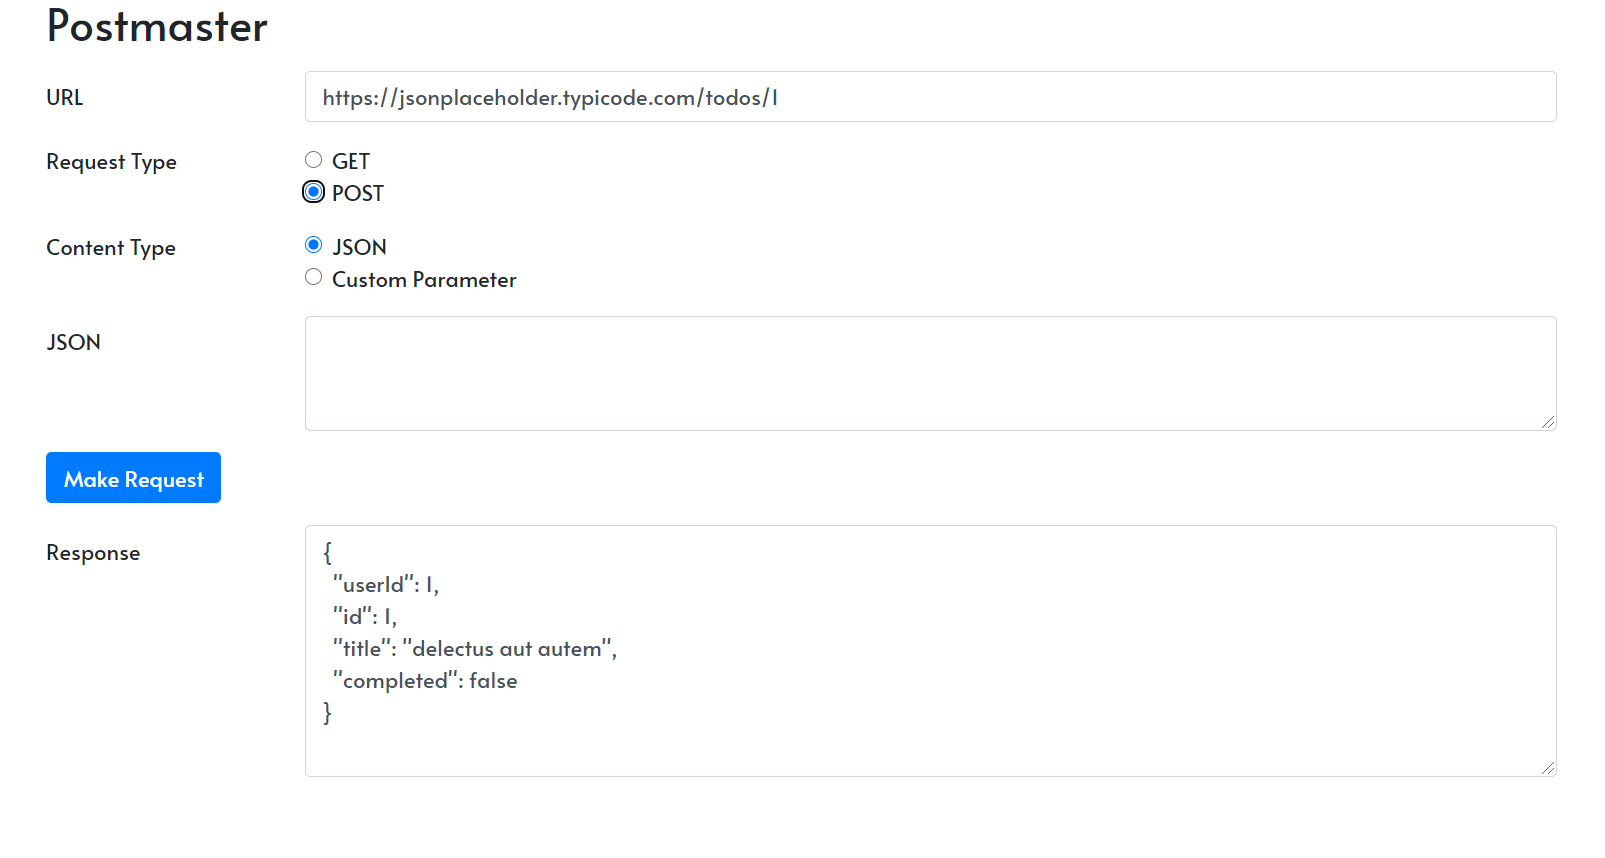 Postmaster
URL
https://jsonplaceholder.typicode.com/todos/1
Request Type
GET
POST
Content Type
JSON
Custom Parameter
JSON
Make Request
Response
{
"userId": 1,
"id": 1,
"title": "delectus aut autem",
"completed": false
}